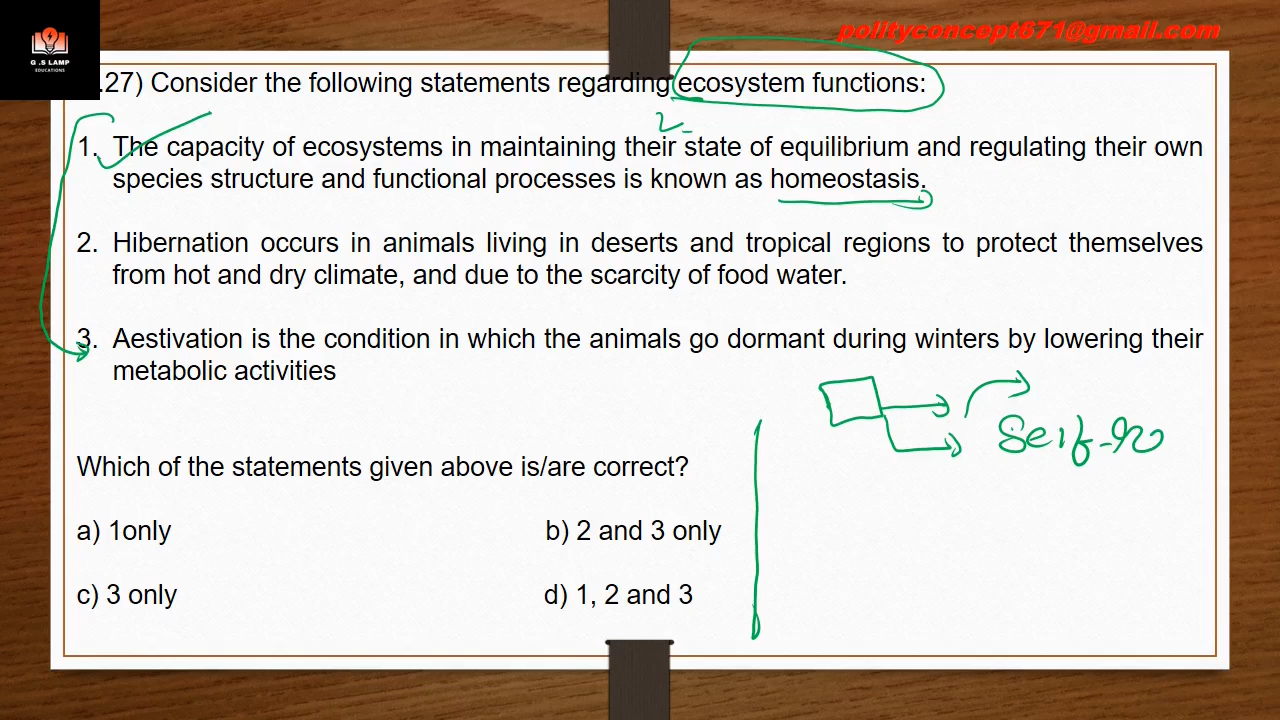 polityconcept671@gmail.com
G.S LAMP
EDUCATIONS
.27) Consider the following statements regarding ecosystem functions:
1. The capacity of ecosystems in maintaining their state of equilibrium and regulating their own
species structure and functional processes is known as homeostasis.
2. Hibernation occurs in animals living in deserts and tropical regions to protect themselves
from hot and dry climate, and due to the scarcity of food water.
3. Aestivation is the condition in which the animals go dormant during winters by lowering their
metabolic activities
Which of the statements given above is/are correct?
a) 1only b) 2 and 3 only
c) 3 only d) 1, 2 and 3